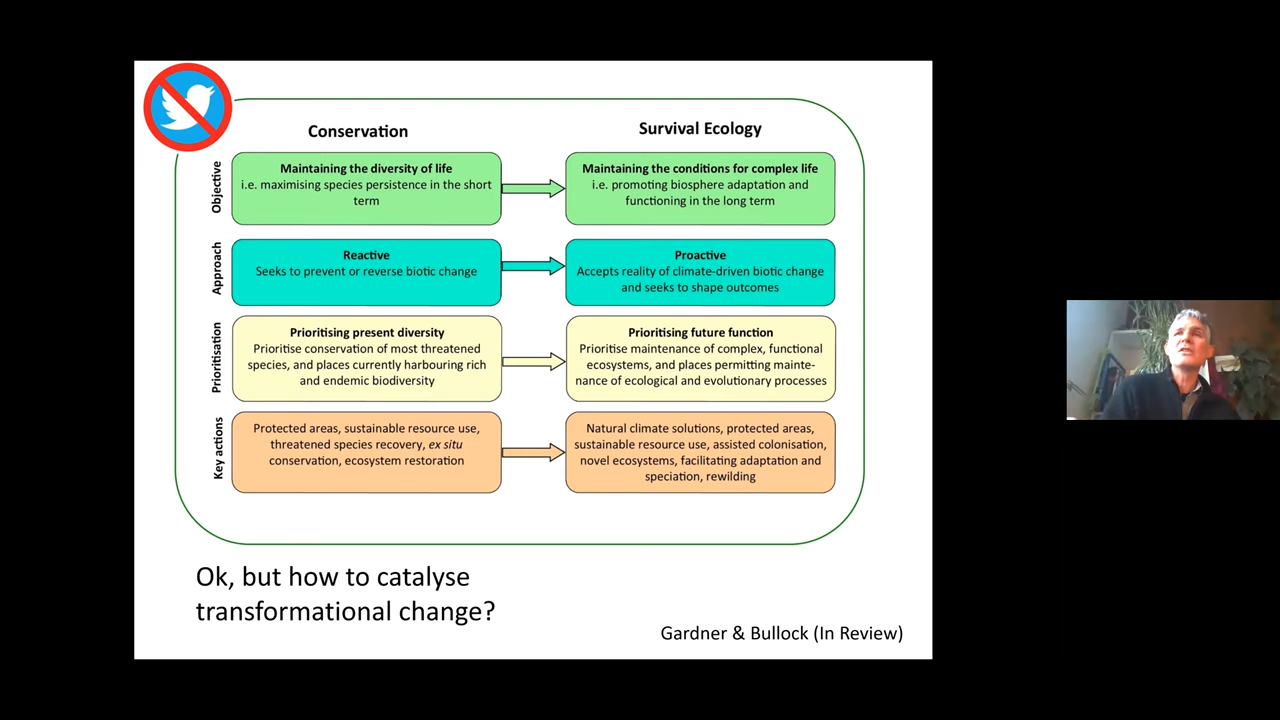 Conservation
Survival Ecology
Objective
Maintaining the diversity of life
i.e. maximising species persistence in the short
term
Maintaining the conditions for complex life
i.e. promoting biosphere adaptation and
functioning in the long term
Approach
Reactive
Seeks to prevent or reverse biotic change
Proactive
Accepts reality of climate-driven biotic change
and seeks to shape outcomes
Prioritisation
Prioritising present diversity
Prioritise conservation of most threatened
species, and places currently harbouring rich
and endemic biodiversity
Prioritising future function
Prioritise maintenance of complex, functional
ecosystems, and places permitting mainte-
nance of ecological and evolutionary processes
Key actions
Protected areas, sustainable resource use,
threatened species recovery, ex situ
conservation, ecosystem restoration
Natural climate solutions, protected areas,
sustainable resource use, assisted colonisation,
novel ecosystems, facilitating adaptation and
speciation, rewilding
Ok, but how to catalyse
transformational change?
Gardner & Bullock (In Review)